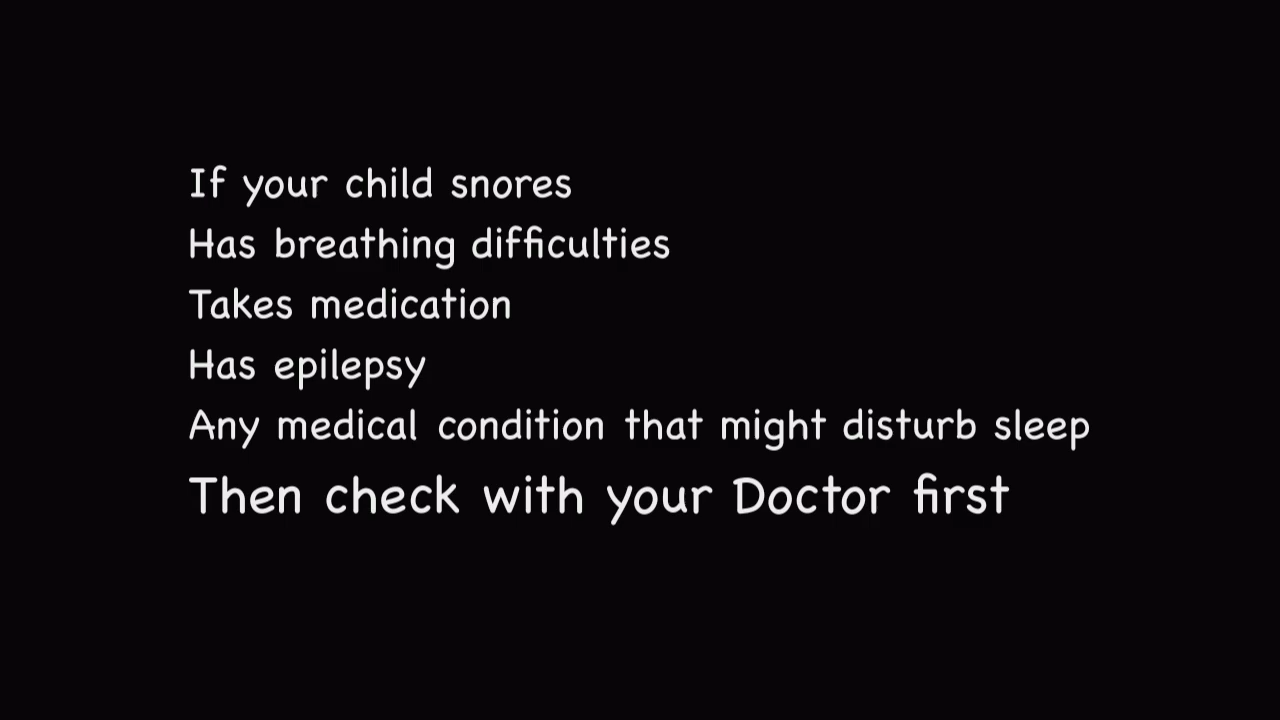 If your child snores
Has breathing difficulties
Takes medication
Has epilepsy
Any medical condition that might disturb sleep
Then check with your Doctor first